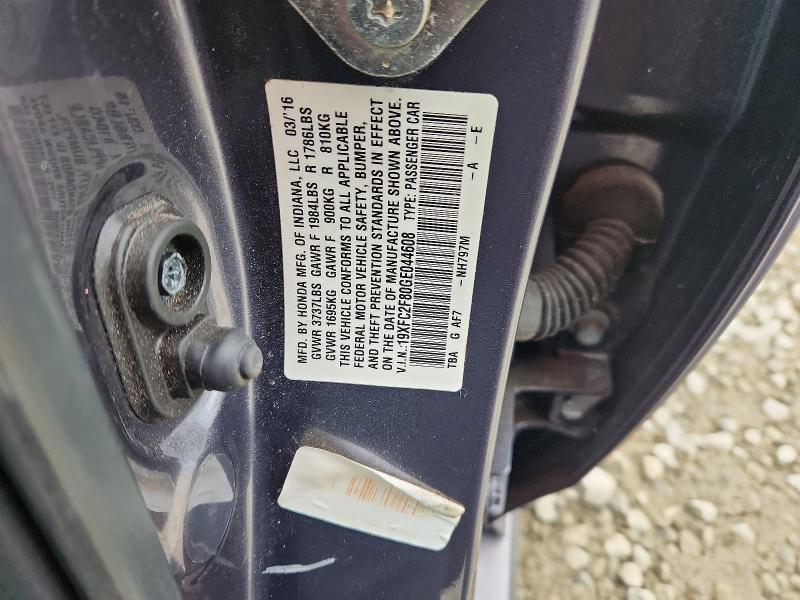 MFD. BY HONDA MFG. OF INDIANA, LLC 03/'16
GVWR 3737LBS GAWR F 1984LBS R 1786LBS
GVWR 1695KG GAWR F 900KG R 810KG
THIS VEHICLE CONFORMS TO ALL APPLICABLE
FEDERAL MOTOR VEHICLE SAFETY, BUMPER,
AND THEFT PREVENTION STANDARDS IN EFFECT
ON THE DATE OF MANUFACTURE SHOWN ABOVE.
V.I.N.:19XFC2F80GE044608 TYPE: PASSENGER CAR
TBA G AF7 -NH797M -A -E